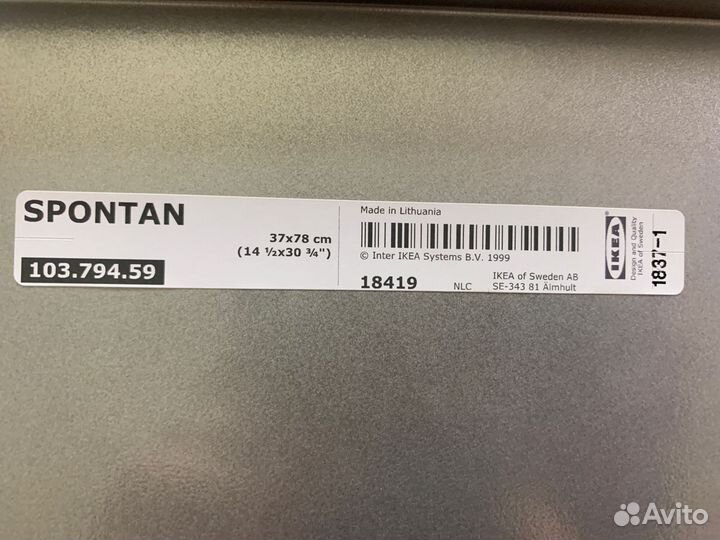 SPONTAN
37x78 cm
(14 ½x30 ¾")
103.794.59
Made in Lithuania
© Inter IKEA Systems B.V. 1999
18419
NLC
IKEA of Sweden AB
SE-343 81 Älmhult
IKEA
Design and Quality
IKEA of Sweden
1837-1
Avito